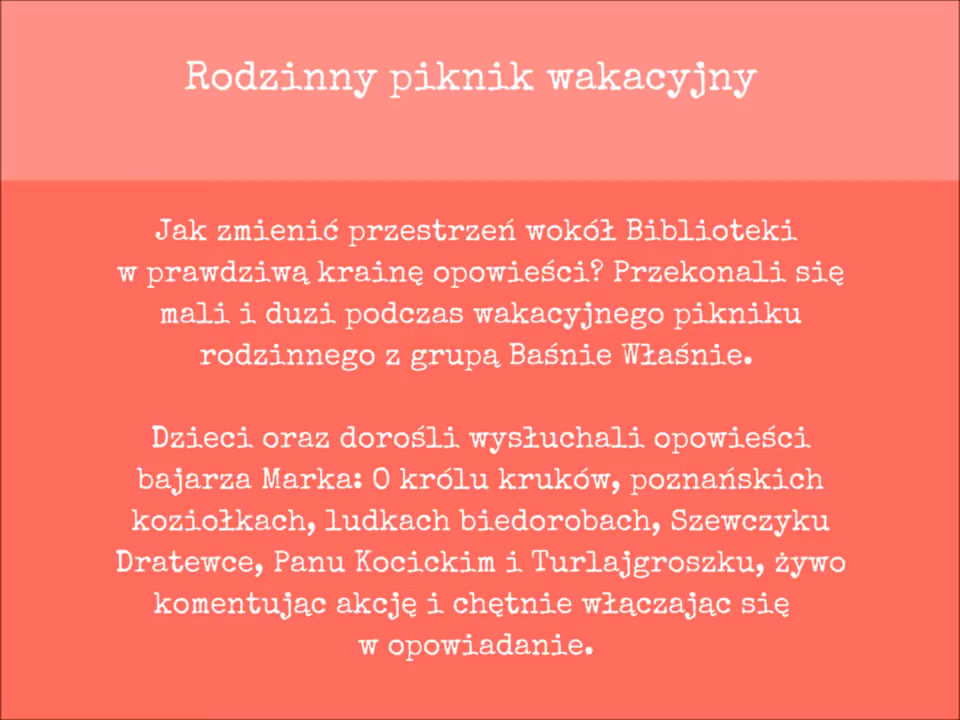 Rodzinny piknik wakacyjny
Jak zmienić przestrzeń wokół Biblioteki
w prawdziwą krainę opowieści? Przekonali się
mali i duzi podczas wakacyjnego pikniku
rodzinnego z grupą Baśnie Właśnie.
Dzieci oraz dorośli wysłuchali opowieści
bajarza Marka: O królu kruków, poznańskich
koziołkach, ludkach biedorobach, Szewczyku
Dratewce, Panu Kocickim i Turlajgroszku, żywo
komentując akcję i chętnie włączając się
w opowiadanie.